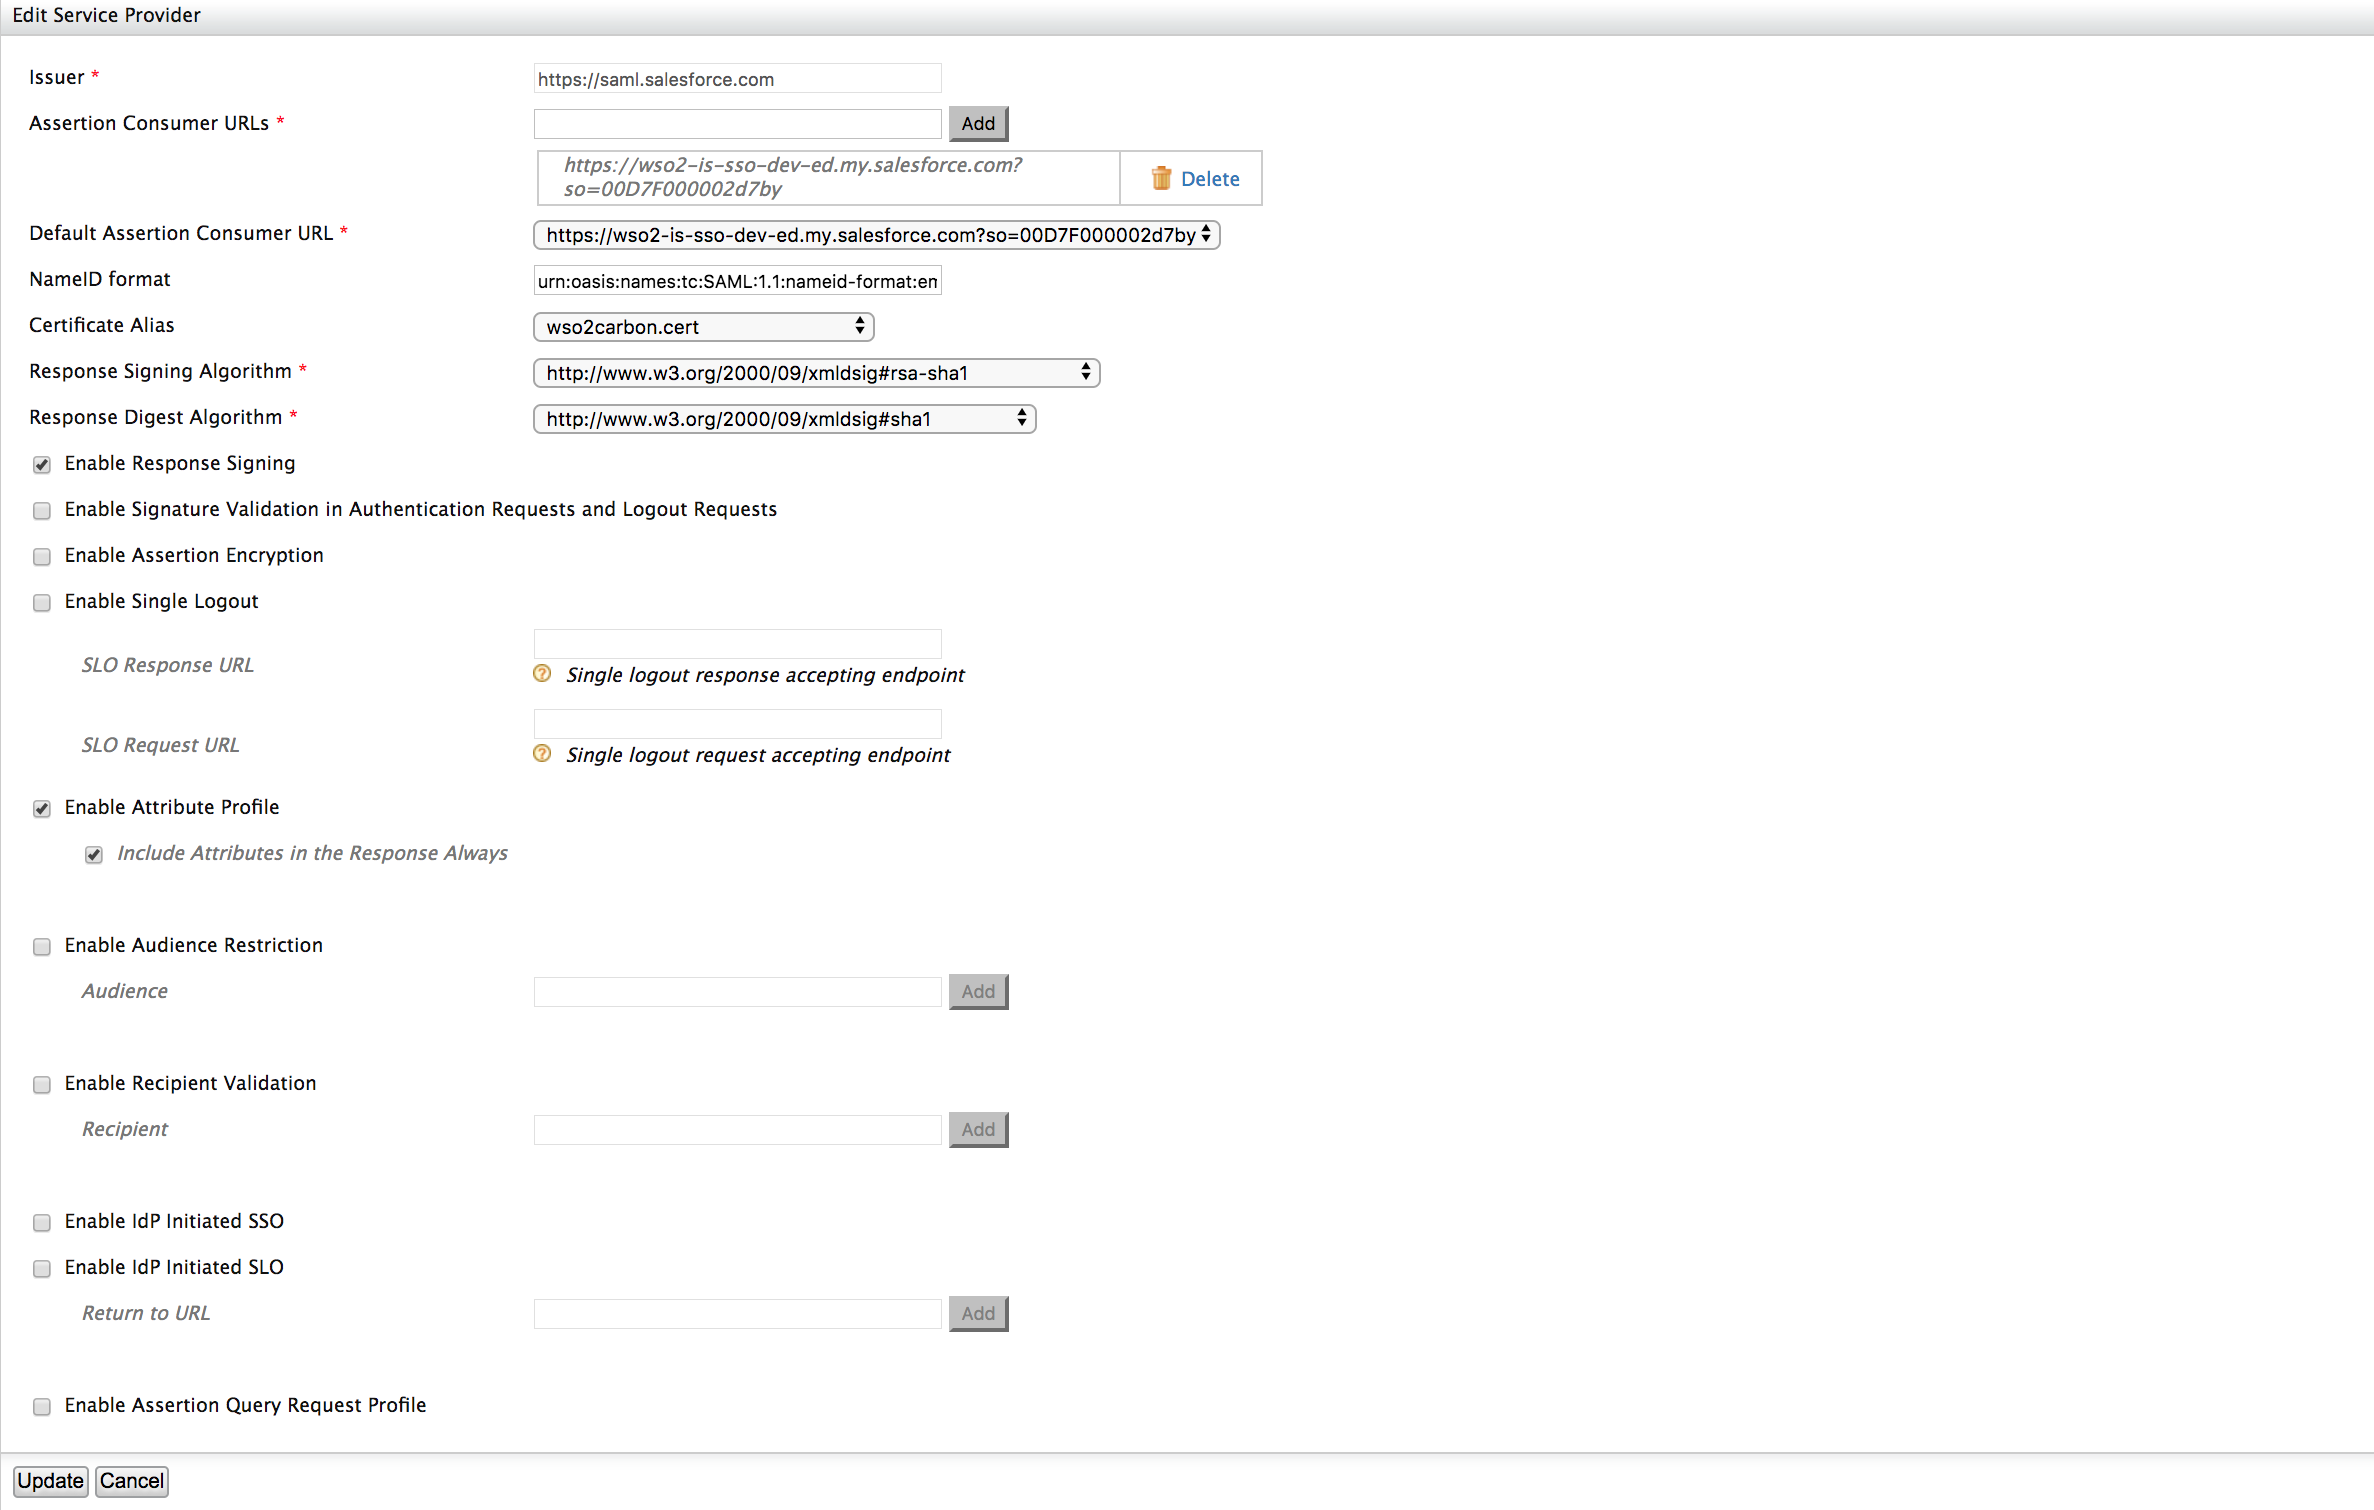 Edit Service Provider
Issuer * https://saml.salesforce.com
Assertion Consumer URLs * Add
https://wso2-is-sso-dev-ed.my.salesforce.com?
so=00D7F000002d7by
Delete
Default Assertion Consumer URL * https://wso2-is-sso-dev-ed.my.salesforce.com?so=00D7F000002d7by
NameID format urn:oasis:names:tc:SAML:1.1:nameid-format:em
Certificate Alias wso2carbon.cert
Response Signing Algorithm * http://www.w3.org/2000/09/xmldsig#rsa-sha1
Response Digest Algorithm * http://www.w3.org/2000/09/xmldsig#sha1
Enable Response Signing
Enable Signature Validation in Authentication Requests and Logout Requests
Enable Assertion Encryption
Enable Single Logout
SLO Response URL
Single logout response accepting endpoint
SLO Request URL
Single logout request accepting endpoint
Enable Attribute Profile
Include Attributes in the Response Always
Enable Audience Restriction
Audience Add
Enable Recipient Validation
Recipient Add
Enable IdP Initiated SSO
Enable IdP Initiated SLO
Return to URL Add
Enable Assertion Query Request Profile
Update Cancel